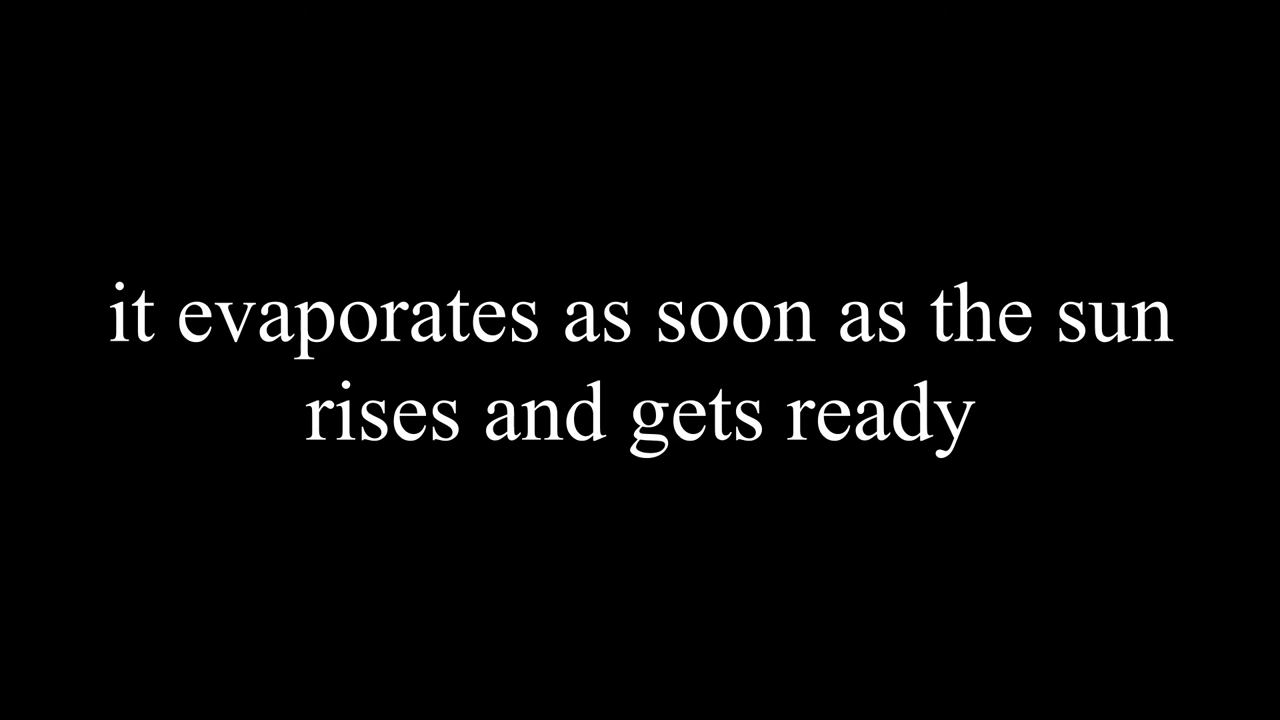 it evaporates as soon as the sun
rises and gets ready